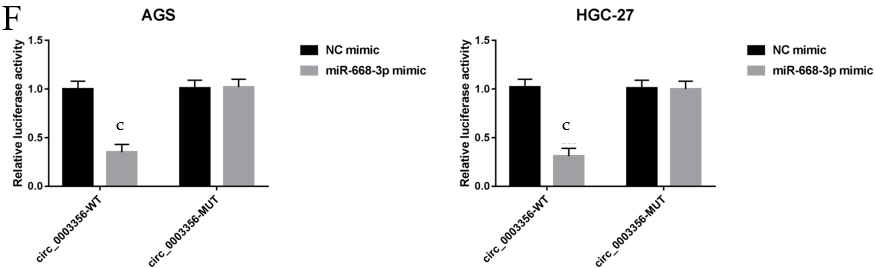 F
AGS
Relative luciferase activity
1.5
1.0
0.5
0.0
c
circ_0003356-WT
circ_0003356-MUT
NC mimic
miR-668-3p mimic
HGC-27
Relative luciferase activity
1.5
1.0
0.5
0.0
c
circ_0003356-WT
circ_0003356-MUT
NC mimic
miR-668-3p mimic